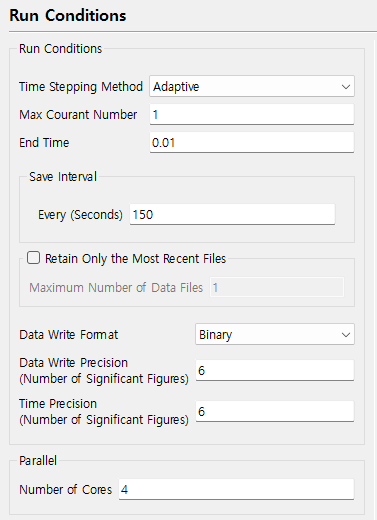 Run Conditions
Run Conditions
Time Stepping Method Adaptive
Max Courant Number 1
End Time 0.01
Save Interval
Every (Seconds) 150
Retain Only the Most Recent Files
Maximum Number of Data Files 1
Data Write Format Binary
Data Write Precision
(Number of Significant Figures) 6
Time Precision
(Number of Significant Figures) 6
Parallel
Number of Cores 4